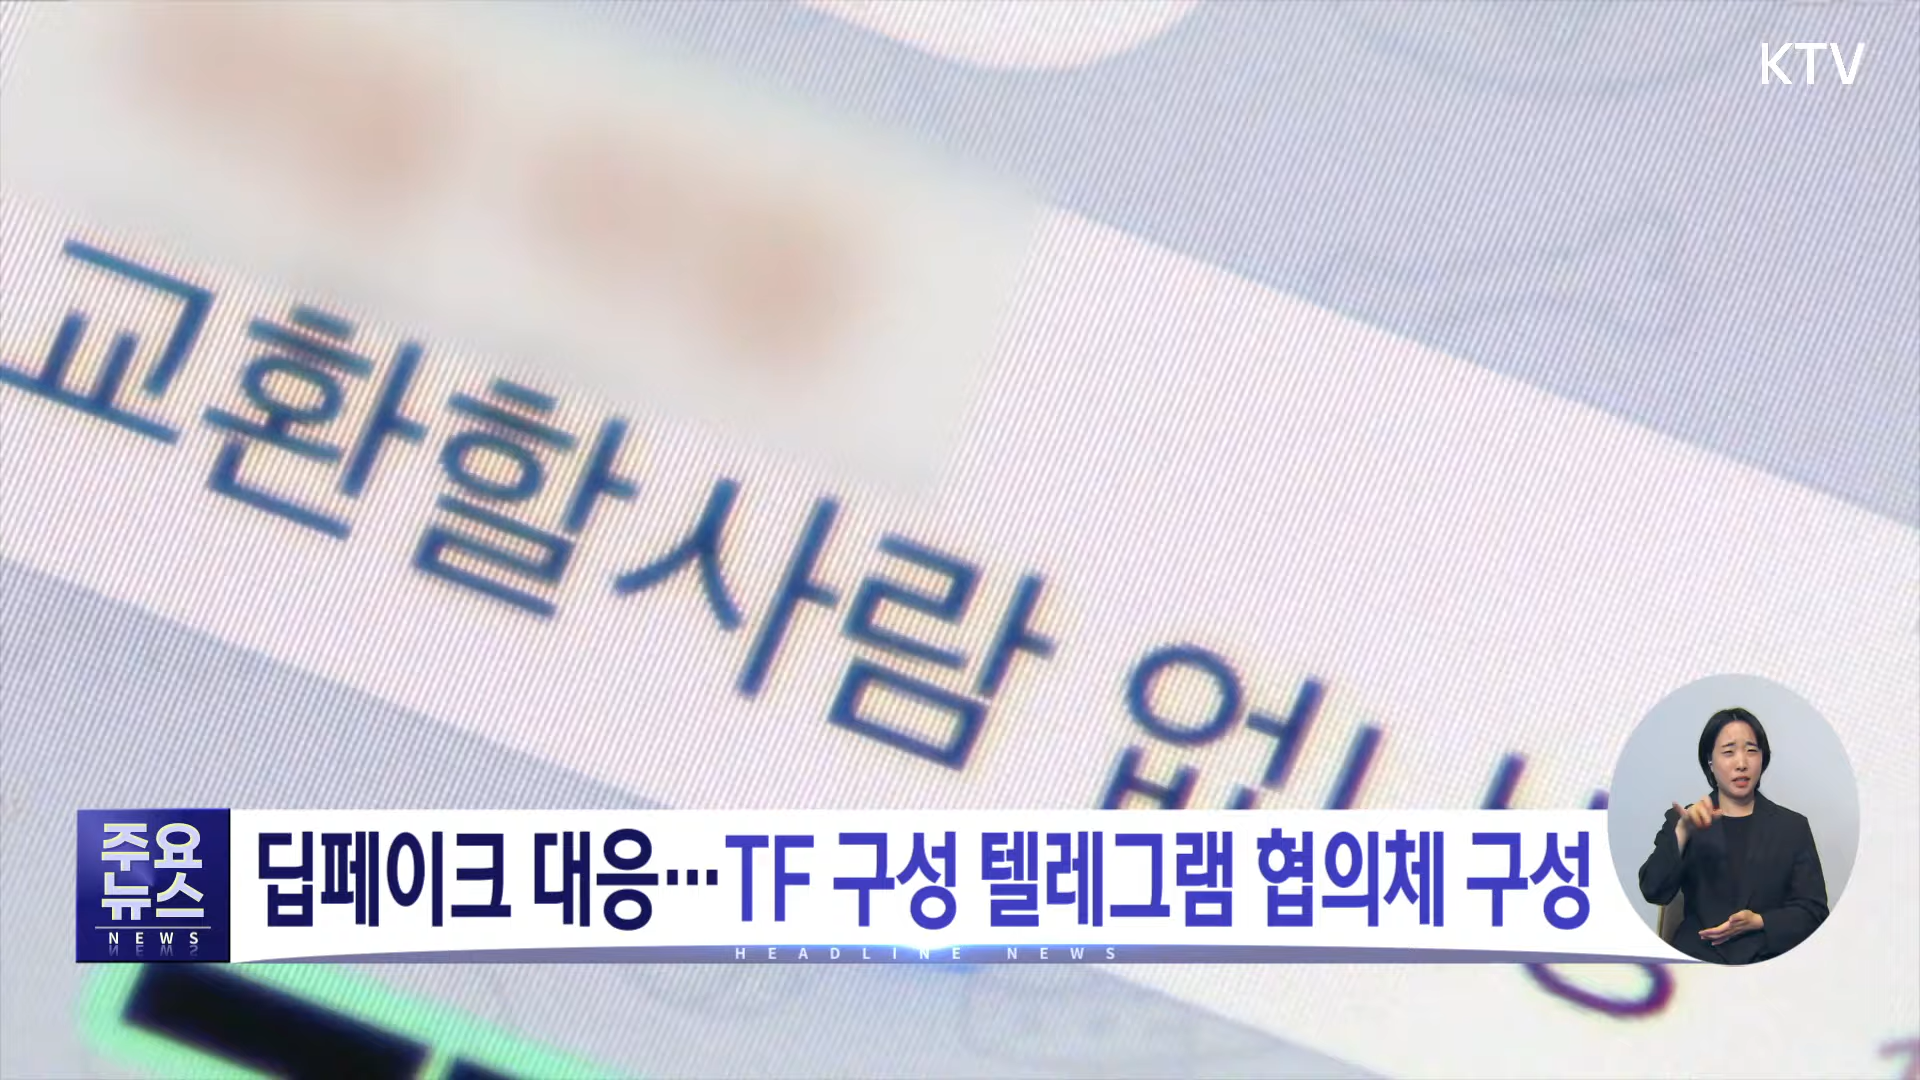 KTV
교환할사람
주요
뉴스
NEWS
딥페이크 대응…TF 구성 텔레그램 협의체 구성
HEADLINE NEWS